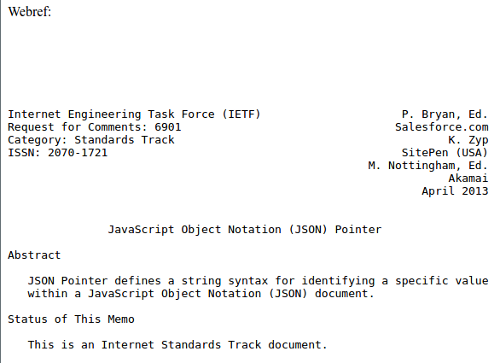 Webref:
Internet Engineering Task Force (IETF) P. Bryan, Ed.
Request for Comments: 6901 Salesforce.com
Category: Standards Track K. Zyp
ISSN: 2070-1721 SitePen (USA)
M. Nottingham, Ed.
Akamai
April 2013
JavaScript Object Notation (JSON) Pointer
Abstract
JSON Pointer defines a string syntax for identifying a specific value
within a JavaScript Object Notation (JSON) document.
Status of This Memo
This is an Internet Standards Track document.